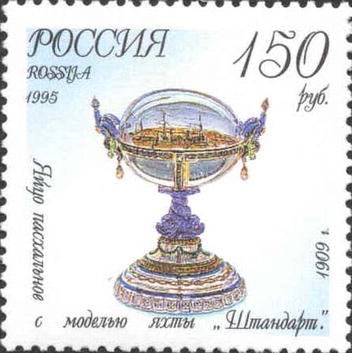 РОССИЯ
ROSSIJA
1995
150
руб.
Яйцо пасхальное
с моделью яхты „Штандарт”.
1909 г.